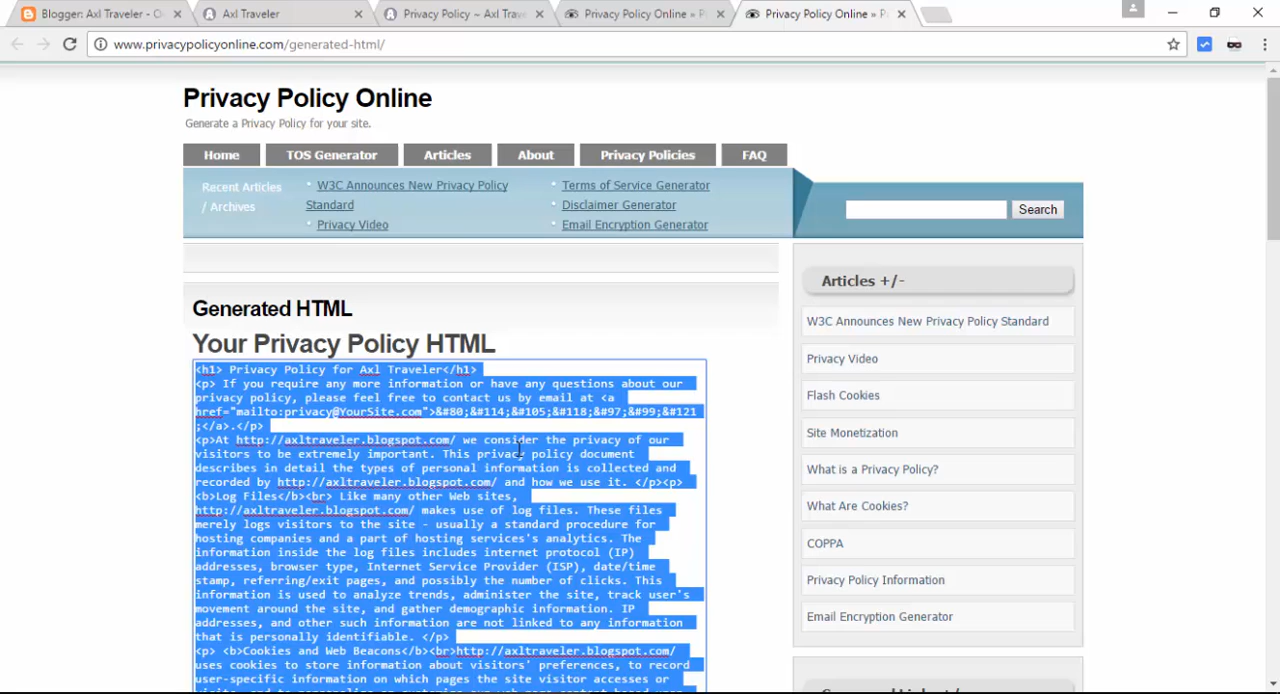 Blogger: Axl Traveler - O
Axl Traveler
Privacy Policy ~ Axl Trave
Privacy Policy Online » P
Privacy Policy Online » P
www.privacypolicyonline.com/generated-html/
Privacy Policy Online
Generate a Privacy Policy for your site.
Home
TOS Generator
Articles
About
Privacy Policies
FAQ
Recent Articles
/ Archives
W3C Announces New Privacy Policy
Standard
Privacy Video
Terms of Service Generator
Disclaimer Generator
Email Encryption Generator
Search
Generated HTML
Your Privacy Policy HTML
<h1> Privacy Policy for Axl Traveler</h1>
<p> If you require any more information or have any questions about our
privacy policy, please feel free to contact us by email at <a
href="mailto:privacy@YourSite.com">&#80;&#114;&#105;&#118;&#97;&#99;&#121
;</a>.</p>
<p>At http://axltraveler.blogspot.com/ we consider the privacy of our
visitors to be extremely important. This privacy policy document
describes in detail the types of personal information is collected and
recorded by http://axltraveler.blogspot.com/ and how we use it. </p><p>
<b>Log Files</b><br> Like many other Web sites,
http://axltraveler.blogspot.com/ makes use of log files. These files
merely logs visitors to the site - usually a standard procedure for
hosting companies and a part of hosting services's analytics. The
information inside the log files includes internet protocol (IP)
addresses, browser type, Internet Service Provider (ISP), date/time
stamp, referring/exit pages, and possibly the number of clicks. This
information is used to analyze trends, administer the site, track user's
movement around the site, and gather demographic information. IP
addresses, and other such information are not linked to any information
that is personally identifiable. </p>
<p> <b>Cookies and Web Beacons</b><br>http://axltraveler.blogspot.com/
uses cookies to store information about visitors' preferences, to record
user-specific information on which pages the site visitor accesses or
Articles +/-
W3C Announces New Privacy Policy Standard
Privacy Video
Flash Cookies
Site Monetization
What is a Privacy Policy?
What Are Cookies?
COPPA
Privacy Policy Information
Email Encryption Generator